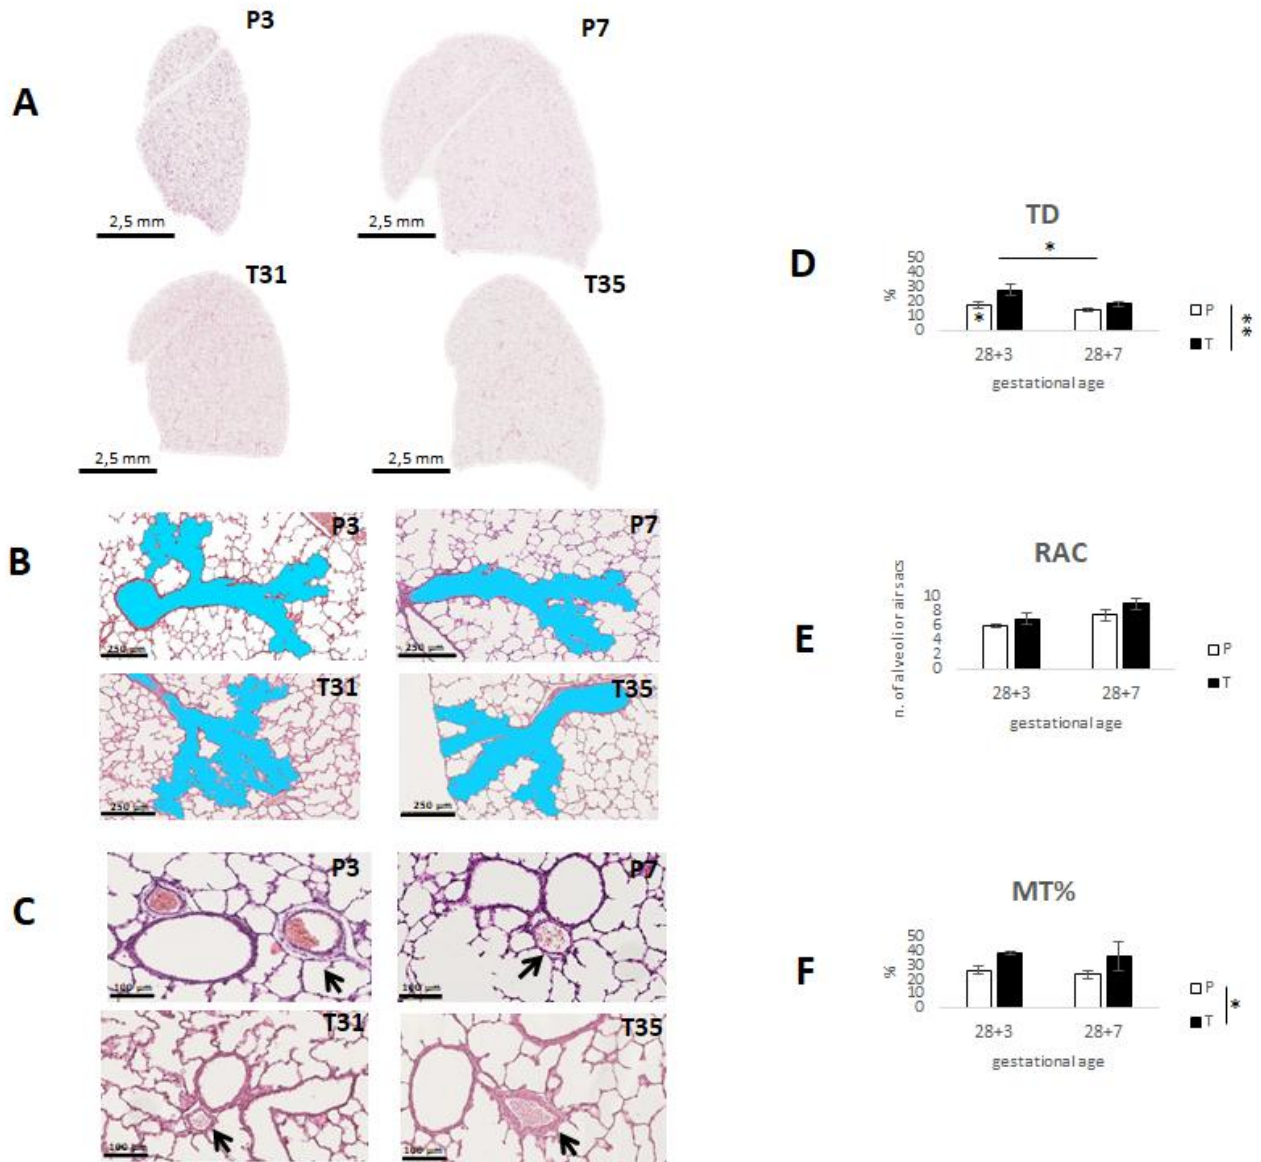 A
P3
P7
2,5 mm
2,5 mm
T31
T35
2,5 mm
2,5 mm
B
P3
P7
250 µm
250 µm
T31
T35
250 µm
250 µm
C
P3
P7
100 µm
100 µm
T31
T35
100 µm
100 µm
D
TD
*
50
40
30
20
10
0
%
*
28+3
28+7
gestational age
P
T
**
E
RAC
n. of alveoli or air sacs
10
8
6
4
2
0
28+3
28+7
gestational age
P
T
F
MT%
50
40
30
20
10
0
%
28+3
28+7
gestational age
P
T
*